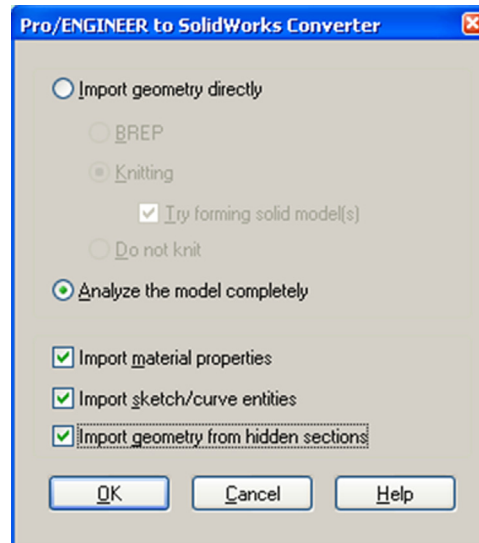 Pro/ENGINEER to SolidWorks Converter
Import geometry directly
BREP
Knitting
Try forming solid model(s)
Do not knit
Analyze the model completely
Import material properties
Import sketch/curve entities
Import geometry from hidden sections
OK Cancel Help